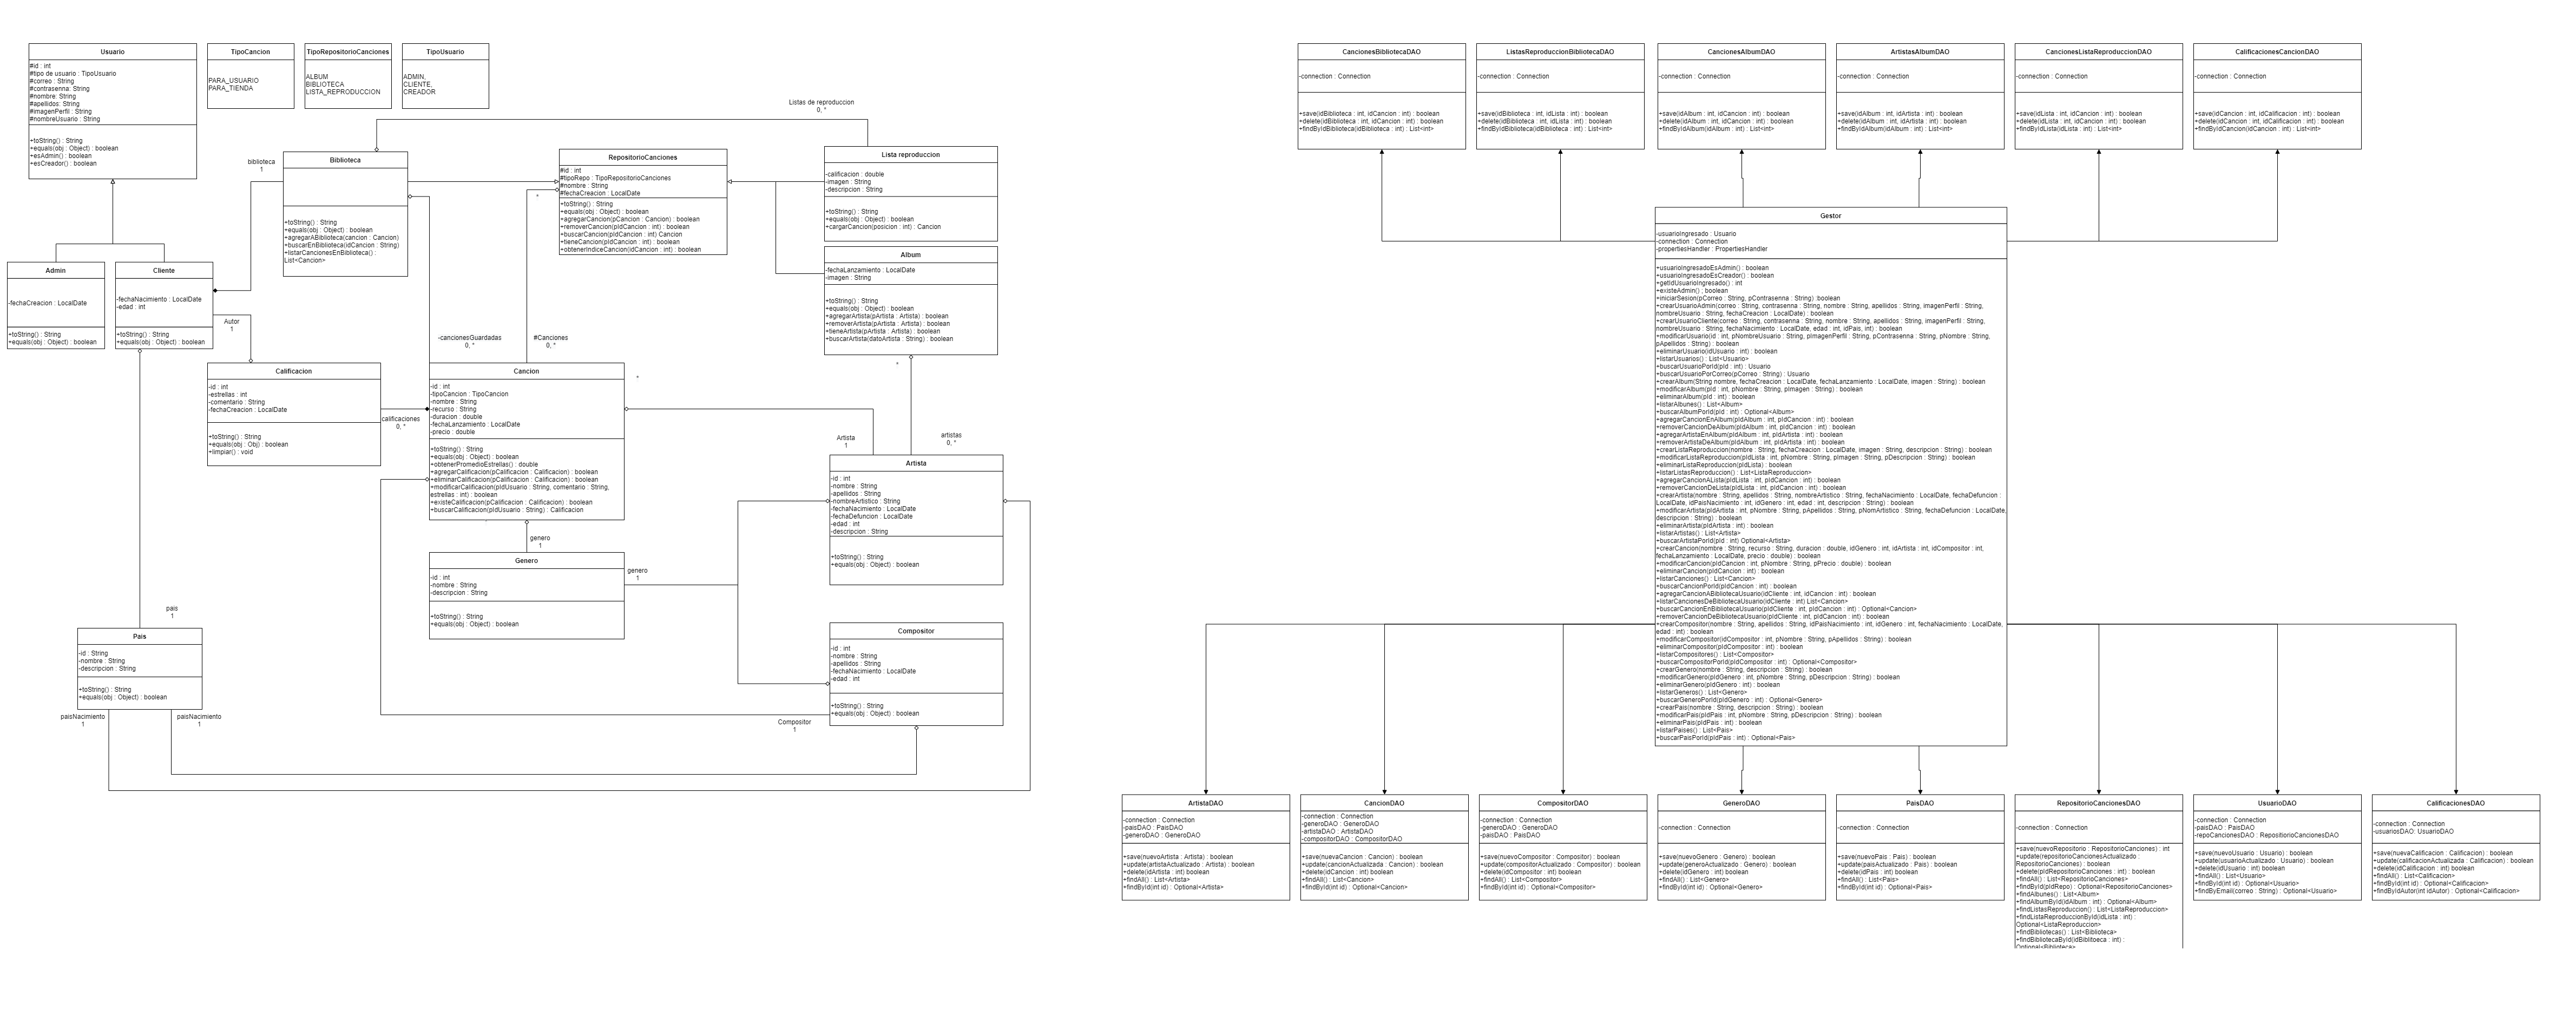 Usuario
#id : int
#tipo de usuario : TipoUsuario
#correo : String
#contrasenna: String
#nombre: String
#apellidos: String
#imagenPerfil : String
#nombreUsuario : String
+toString() : String
+equals(obj : Object) : boolean
+esAdmin() : boolean
+esCreador() : boolean
TipoCancion
PARA_USUARIO
PARA_TIENDA
TipoRepositorioCanciones
ALBUM
BIBLIOTECA
LISTA_REPRODUCCION
TipoUsuario
ADMIN,
CLIENTE,
CREADOR
Listas de reproduccion
0, *
biblioteca
1
Biblioteca
+toString() : String
+equals(obj : Object) : boolean
+agregarABiblioteca(cancion : Cancion)
+buscarEnBiblioteca(idCancion : String)
+listarCancionesEnBiblioteca() :
List<Cancion>
RepositorioCanciones
#id : int
#tipoRepo : TipoRepositorioCanciones
#nombre : String
#fechaCreacion : LocalDate
+toString() : String
+equals(obj : Object) : boolean
+agregarCancion(pCancion : Cancion) : boolean
+removerCancion(pIdCancion : int) : boolean
+buscarCancion(pIdCancion : int) Cancion
+tieneCancion(pIdCancion : int) : boolean
+obtenerIndiceCancion(idCancion : int) : boolean
*
Lista reproduccion
-calificacion : double
-imagen : String
-descripcion : String
+toString() : String
+equals(obj : Object) : boolean
+cargarCancion(posicion : int) : Cancion
Album
-fechaLanzamiento : LocalDate
-imagen : String
+toString() : String
+equals(obj : Object) : boolean
+agregarArtista(pArtista : Artista) : boolean
+removerArtista(pArtista : Artista) : boolean
+tieneArtista(pArtista : Artista) : boolean
+buscarArtista(datoArtista : String) : boolean
*
Admin
-fechaCreacion : LocalDate
+toString() : String
+equals(obj : Object) : boolean
Cliente
-fechaNacimiento : LocalDate
-edad : int
+toString() : String
+equals(obj : Object) : boolean
Autor
1
-cancionesGuardadas
0, *
#Canciones
0, *
Calificacion
-id : int
-estrellas : int
-comentario : String
-fechaCreacion : LocalDate
+toString() : String
+equals(obj : Obj) : boolean
+limpiar() : void
calificaciones
0, *
Cancion
-id : int
-tipoCancion : TipoCancion
-nombre : String
-recurso : String
-duracion : double
-fechaLanzamiento : LocalDate
-precio : double
+toString() : String
+equals(obj : Object) : boolean
+obtenerPromedioEstrellas() : double
+agregarCalificacion(pCalificacion : Calificacion) : boolean
+eliminarCalificacion(pCalificacion : Calificacion) : boolean
+modificarCalificacion(pIdUsuario : String, comentario : String,
estrellas : int) : boolean
+existeCalificacion(pCalificacion : Calificacion) : boolean
+buscarCalificacion(pIdUsuario : String) : Calificacion
*
Artista
1
artistas
0, *
Artista
-id : int
-nombre : String
-apellidos : String
-nombreArtistico : String
-fechaNacimiento : LocalDate
-fechaDefuncion : LocalDate
-edad : int
-descripcion : String
+toString() : String
+equals(obj : Object) : boolean
genero
1
Genero
-id : int
-nombre : String
-descripcion : String
+toString() : String
+equals(obj : Object) : boolean
genero
1
pais
1
Pais
-id : String
-nombre : String
-descripcion : String
+toString() : String
+equals(obj : Object) : boolean
paisNacimiento
1
paisNacimiento
1
Compositor
-id : int
-nombre : String
-apellidos : String
-fechaNacimiento : LocalDate
-edad : int
+toString() : String
+equals(obj : Object) : boolean
Compositor
1
CancionesBibliotecaDAO
-connection : Connection
+save(idBiblioteca : int, idCancion : int) : boolean
+delete(idBiblioteca : int, idCancion : int) : boolean
+findByIdBiblioteca(idBiblioteca : int) : List<int>
ListasReproduccionBibliotecaDAO
-connection : Connection
+save(idBiblioteca : int, idLista : int) : boolean
+delete(idBiblioteca : int, idLista : int) : boolean
+findByIdBiblioteca(idBiblioteca : int) : List<int>
CancionesAlbumDAO
-connection : Connection
+save(idAlbum : int, idCancion : int) : boolean
+delete(idAlbum : int, idCancion : int) : boolean
+findByIdAlbum(idAlbum : int) : List<int>
ArtistasAlbumDAO
-connection : Connection
+save(idAlbum : int, idArtista : int) : boolean
+delete(idAlbum : int, idArtista : int) : boolean
+findByIdAlbum(idAlbum : int) : List<int>
CancionesListaReproduccionDAO
-connection : Connection
+save(idLista : int, idCancion : int) : boolean
+delete(idLista : int, idCancion : int) : boolean
+findByIdLista(idLista : int) : List<int>
CalificacionesCancionDAO
-connection : Connection
+save(idCancion : int, idCalificacion : int) : boolean
+delete(idCancion : int, idCalificacion : int) : boolean
+findByIdCancion(idCancion : int) : List<int>
Gestor
-usuarioIngresado : Usuario
-connection : Connection
-propertiesHandler : PropertiesHandler
+usuarioIngresadoEsAdmin() : boolean
+usuarioIngresadoEsCreador() : boolean
+getIdUsuarioIngresado() : int
+existeAdmin() ; boolean
+iniciarSesion(pCorreo : String, pContrasenna : String) :boolean
+crearUsuarioAdmin(correo : String, contrasenna : String, nombre : String, apellidos : String, imagenPerfil : String,
nombreUsuario : String, fechaCreacion : LocalDate) : boolean
+crearUsuarioCliente(correo : String, contrasenna : String, nombre : String, apellidos : String, imagenPerfil : String,
nombreUsuario : String, fechaNacimiento : LocalDate, edad : int, idPais, int) : boolean
+modificarUsuario(id : int, pNombreUsuario : String, pImagenPerfil : String, pContrasenna : String, pNombre : String,
pApellidos : String) : boolean
+eliminarUsuario(idUsuario : int) : boolean
+listarUsuarios() : List<Usuario>
+buscarUsuarioPorId(pId : int) : Usuario
+buscarUsuarioPorCorreo(pCorreo : String) : Usuario
+crearAlbum(String nombre, fechaCreacion : LocalDate, fechaLanzamiento : LocalDate, imagen : String) : boolean
+modificarAlbum(pId : int, pNombre : String, pImagen : String) : boolean
+eliminarAlbum(pId : int) : boolean
+listarAlbunes() : List<Album>
+buscarAlbumPorId(pId : int) : Optional<Album>
+agregarCancionEnAlbum(pIdAlbum : int, pIdCancion : int) : boolean
+removerCancionDeAlbum(pIdAlbum : int, pIdCancion : int) : boolean
+agregarArtistaEnAlbum(pIdAlbum : int, pIdArtista : int) : boolean
+removerArtistaDeAlbum(pIdAlbum : int, pIdArtista : int) : boolean
+crearListaReproduccion(nombre : String, fechaCreacion : LocalDate, imagen : String, descripcion : String) : boolean
+modificarListaReproduccion(pIdLista : int, pNombre : String, pImagen : String, pDescripcion : String) : boolean
+eliminarListaReproduccion(pIdLista) : boolean
+listarListasReproduccion() : List<ListaReproduccion>
+agregarCancionALista(pIdLista : int, pIdCancion : int) : boolean
+removerCancionDeLista(pIdLista : int, pIdCancion : int) : boolean
+crearArtista(nombre : String, apellidos : String, nombreArtistico : String, fechaNacimiento : LocalDate, fechaDefuncion :
LocalDate, idPaisNacimiento : int, idGenero : int, edad : int, descripcion : String) : boolean
+modificarArtista(pIdArtista : int, pNombre : String, pApellidos : String, pNomArtistico : String, fechaDefuncion : LocalDate,
descripcion : String) : boolean
+eliminarArtista(pIdArtista : int) : boolean
+listarArtistas() : List<Artista>
+buscarArtistaPorId(pId : int) Optional<Artista>
+crearCancion(nombre : String, recurso : String, duracion : double, idGenero : int, idArtista : int, idCompositor : int,
fechaLanzamiento : LocalDate, precio : double) : boolean
+modificarCancion(pIdCancion : int, pNombre : String, pPrecio : double) : boolean
+eliminarCancion(pIdCancion : int) : boolean
+listarCanciones() : List<Cancion>
+buscarCancionPorId(pIdCancion : int) : boolean
+agregarCancionABibliotecaUsuario(idCliente : int, idCancion : int) : boolean
+listarCancionesDeBibliotecaUsuario(idCliente : int) List<Cancion>
+buscarCancionEnBibliotecaUsuario(pIdCliente : int, pIdCancion : int) : Optional<Cancion>
+removerCancionDeBibliotecaUsuario(pIdCliente : int, pIdCancion : int) : boolean
+crearCompositor(nombre : String, apellidos : String, idPaisNacimiento : int, idGenero : int, fechaNacimiento : LocalDate,
edad : int) : boolean
+modificarCompositor(idCompositor : int, pNombre : String, pApellidos : String) : boolean
+eliminarCompositor(pIdCompositor : int) : boolean
+listarCompositores() : List<Compositor>
+buscarCompositorPorId(pIdCompositor : int) : Optional<Compositor>
+crearGenero(nombre : String, descripcion : String) : boolean
+modificarGenero(pIdGenero : int, pNombre : String, pDescripcion : String) : boolean
+eliminarGenero(pIdGenero : int) : boolean
+listarGeneros() : List<Genero>
+buscarGeneroPorId(pIdGenero : int) : Optional<Genero>
+crearPais(nombre : String, descripcion : String) : boolean
+modificarPais(pIdPais : int, pNombre : String, pDescripcion : String) : boolean
+eliminarPais(pIdPais : int) : boolean
+listarPaises() : List<Pais>
+buscarPaisPorId(pIdPais : int) : Optional<Pais>
ArtistaDAO
-connection : Connection
-paisDAO : PaisDAO
-generoDAO : GeneroDAO
+save(nuevoArtista : Artista) : boolean
+update(artistaActualizado : Artista) : boolean
+delete(idArtista : int) boolean
+findAll() : List<Artista>
+findById(int id) : Optional<Artista>
CancionDAO
-connection : Connection
-generoDAO : GeneroDAO
-artistaDAO : ArtistaDAO
-compositorDAO : CompositorDAO
+save(nuevaCancion : Cancion) : boolean
+update(cancionActualizada : Cancion) : boolean
+delete(idCancion : int) boolean
+findAll() : List<Cancion>
+findById(int id) : Optional<Cancion>
CompositorDAO
-connection : Connection
-generoDAO : GeneroDAO
-paisDAO : PaisDAO
+save(nuevoCompositor : Compositor) : boolean
+update(compositorActualizado : Compositor) : boolean
+delete(idCompositor : int) boolean
+findAll() : List<Compositor>
+findById(int id) : Optional<Compositor>
GeneroDAO
-connection : Connection
+save(nuevoGenero : Genero) : boolean
+update(generoActualizado : Genero) : boolean
+delete(idGenero : int) boolean
+findAll() : List<Genero>
+findById(int id) : Optional<Genero>
PaisDAO
-connection : Connection
+save(nuevoPais : Pais) : boolean
+update(paisActualizado : Pais) : boolean
+delete(idPais : int) boolean
+findAll() : List<Pais>
+findById(int id) : Optional<Pais>
RepositorioCancionesDAO
-connection : Connection
+save(nuevoRepositorio : RepositorioCanciones) : int
+update(repositorioCancionesActualizado :
RepositorioCanciones) : boolean
+delete(pIdRepositorioCanciones : int) : boolean
+findAll() : List<RepositorioCanciones>
+findById(pIdRepo) : Optional<RepositorioCanciones>
+findAlbunes() : List<Album>
+findAlbumById(idAlbum : int) : Optional<Album>
+findListasReproduccion() : List<ListaReproduccion>
+findListaReproduccionById(idLista : int) :
Optional<ListaReproduccion>
+findBibliotecas() : List<Biblioteca>
+findBibliotecaById(idBiblitoeca : int) :
Optional<Biblioteca>
UsuarioDAO
-connection : Connection
-paisDAO : PaisDAO
-repoCancionesDAO : RepositorioCancionesDAO
+save(nuevoUsuario : Usuario) : boolean
+update(usuarioActualizado : Usuario) : boolean
+delete(idUsuario : int) boolean
+findAll() : List<Usuario>
+findById(int id) : Optional<Usuario>
+findByEmail(correo : String) : Optional<Usuario>
CalificacionesDAO
-connection : Connection
-usuariosDAO: UsuarioDAO
+save(nuevaCalificacion : Calificacion) : boolean
+update(calificacionActualizada : Calificacion) : boolean
+delete(idCalificacion : int) boolean
+findAll() : List<Calificacion>
+findById(int id) : Optional<Calificacion>
+findByIdAutor(int idAutor) : Optional<Calificacion>